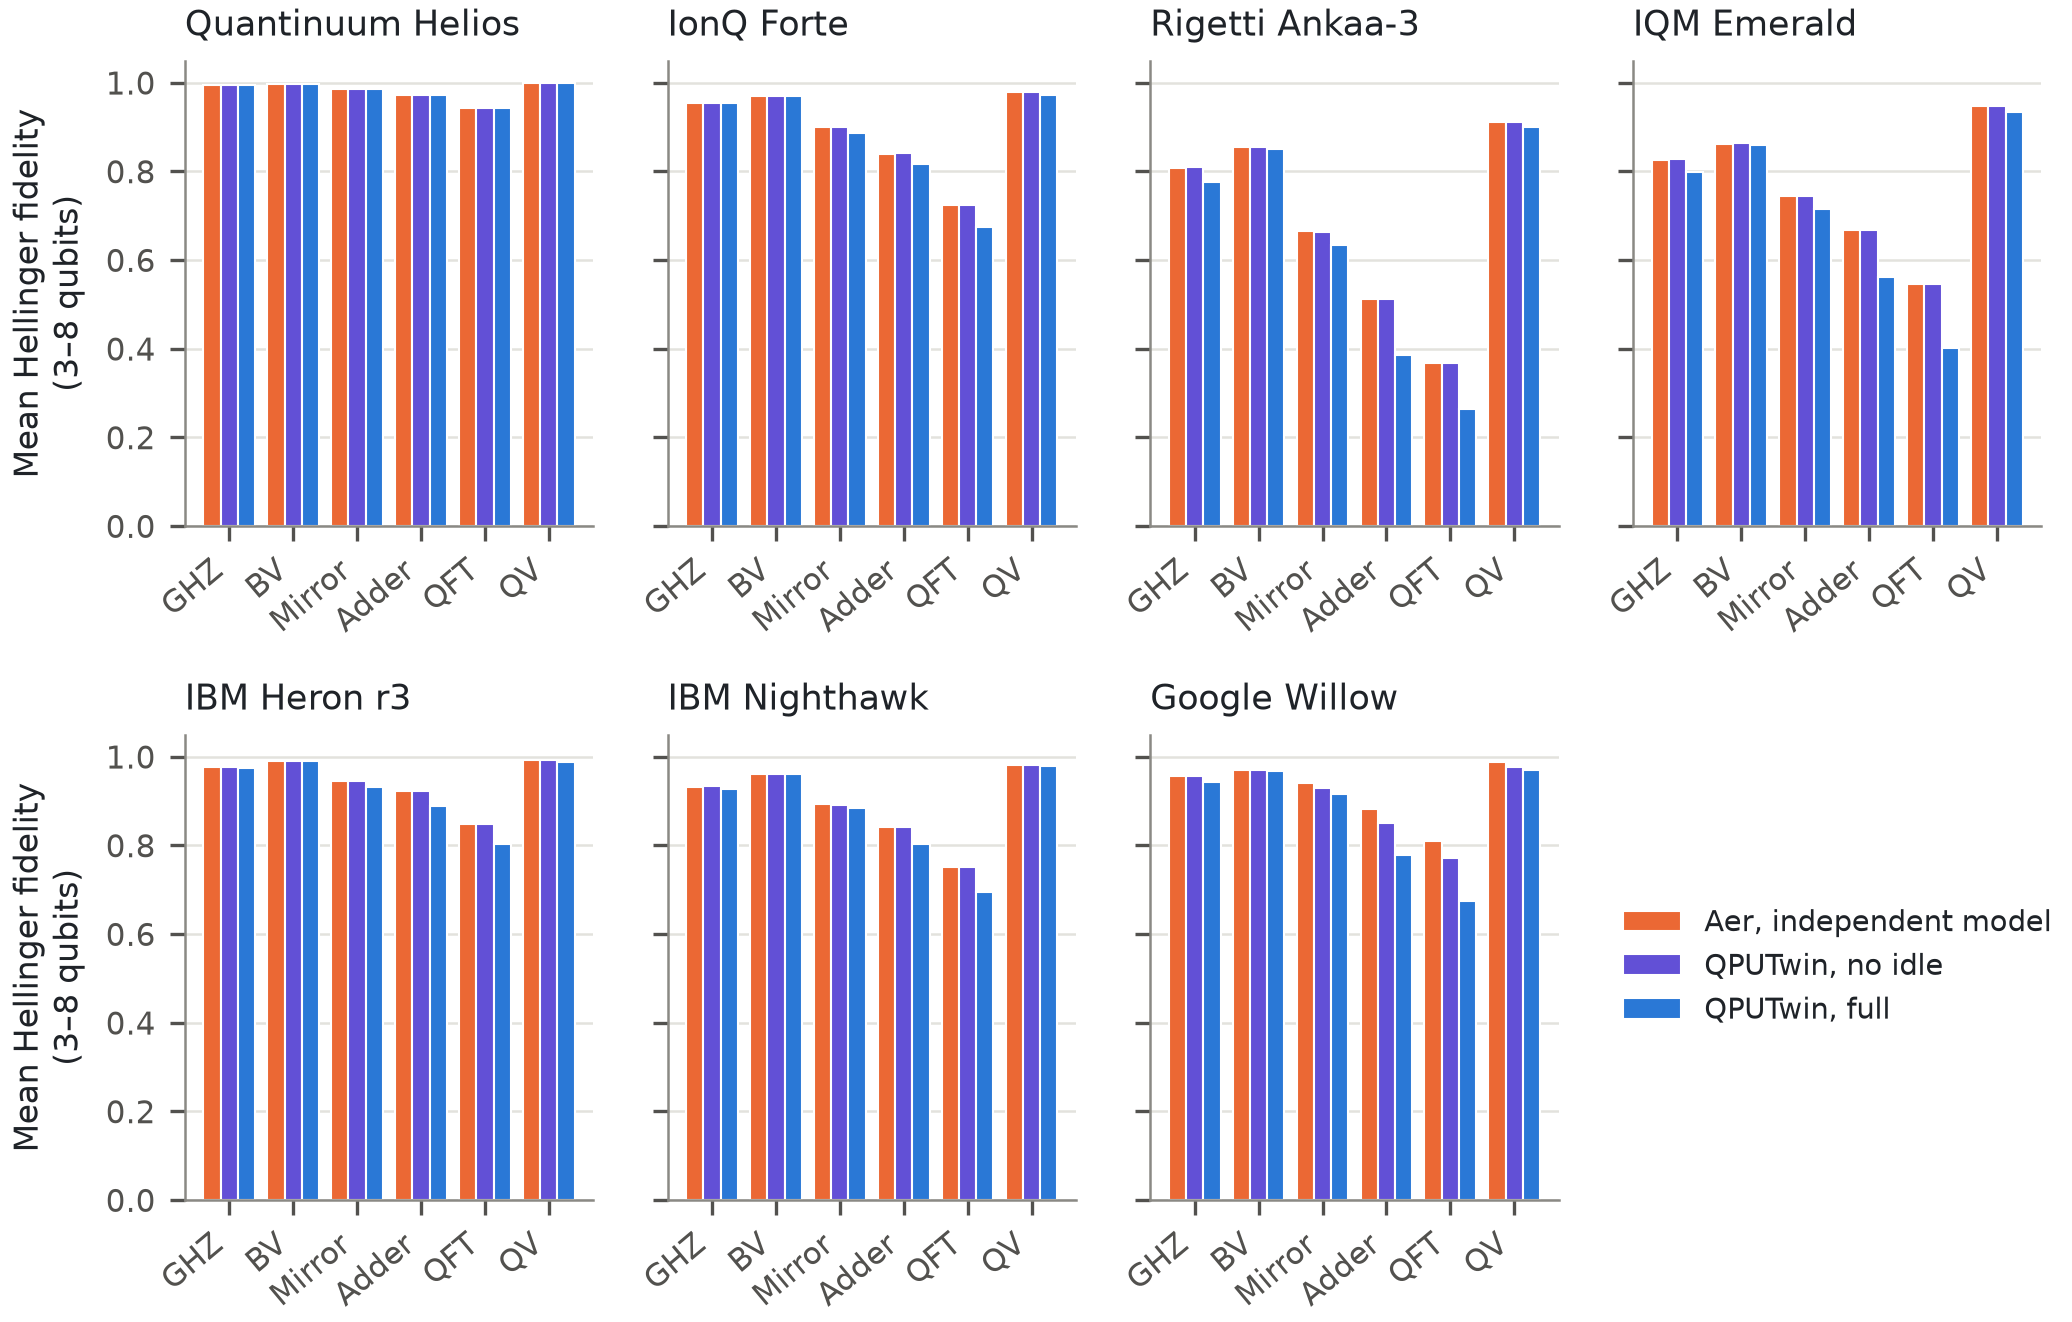 Quantinuum Helios
IonQ Forte
Rigetti Ankaa-3
IQM Emerald
Mean Hellinger fidelity
(3–8 qubits)
1.0
0.8
0.6
0.4
0.2
0.0
GHZ
BV
Mirror
Adder
QFT
QV
GHZ
BV
Mirror
Adder
QFT
QV
GHZ
BV
Mirror
Adder
QFT
QV
GHZ
BV
Mirror
Adder
QFT
QV
IBM Heron r3
IBM Nighthawk
Google Willow
Mean Hellinger fidelity
(3–8 qubits)
1.0
0.8
0.6
0.4
0.2
0.0
GHZ
BV
Mirror
Adder
QFT
QV
GHZ
BV
Mirror
Adder
QFT
QV
GHZ
BV
Mirror
Adder
QFT
QV
Aer, independent model
QPUTwin, no idle
QPUTwin, full